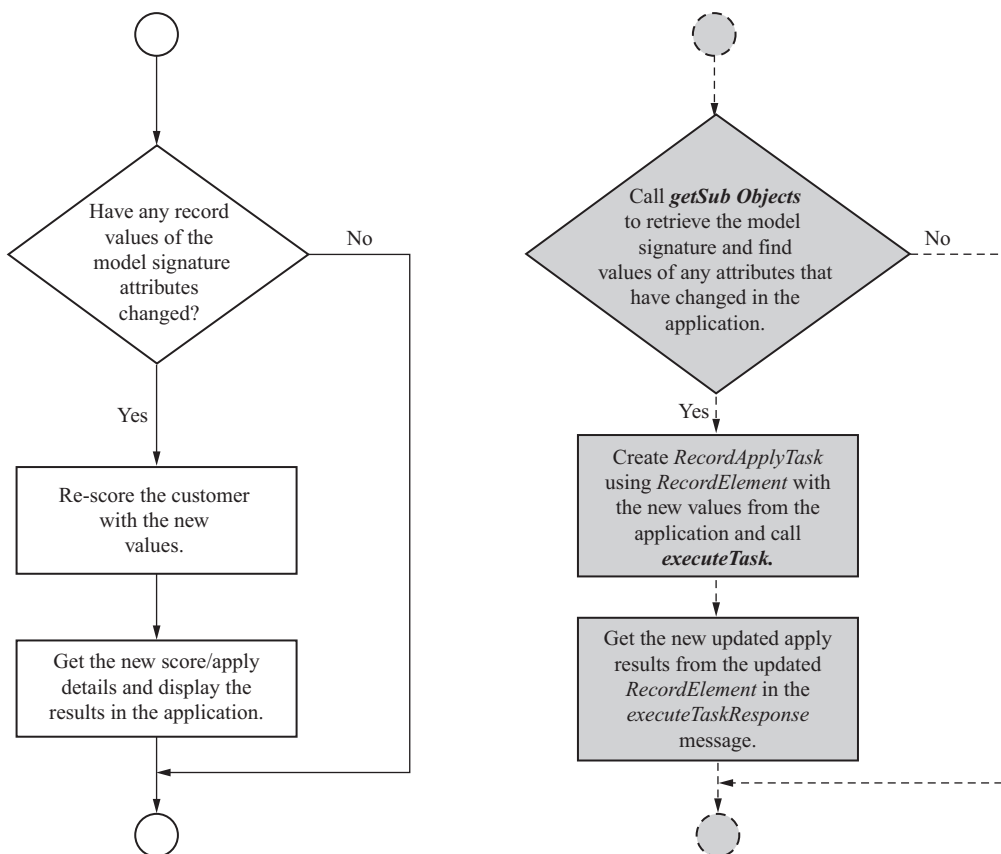 Have any record
values of the
model signature
attributes
changed?
No
Yes
Re-score the customer
with the new
values.
Get the new score/apply
details and display the
results in the application.
Call getSub Objects
to retrieve the model
signature and find
values of any attributes that
have changed in the
application.
No
Yes
Create RecordApplyTask
using RecordElement with
the new values from the
application and call
executeTask.
Get the new updated apply
results from the updated
RecordElement in the
executeTaskResponse
message.